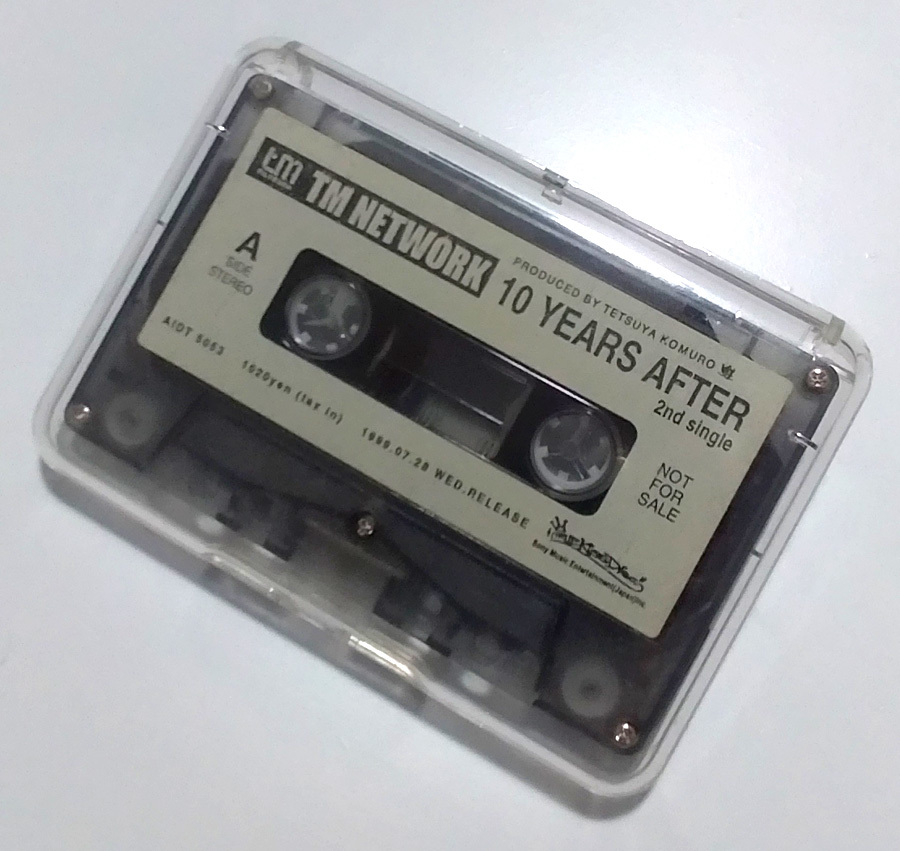 tm
TM NETWORK
PRODUCED BY TETSUYA KOMURO
10 YEARS AFTER
2nd single
A
SIDE
STEREO
NOT
FOR
SALE
AIDT 5053 1020yen (tax in) 1999.07.28 WED.RELEASE
Sony Music Entertainment(Japan)Inc.